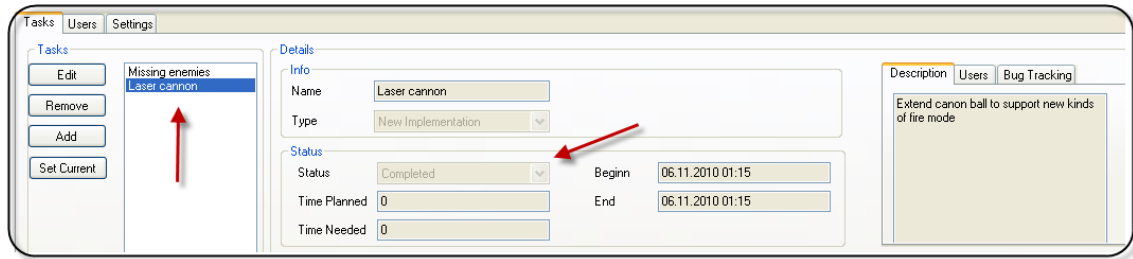 Tasks Users Settings
Tasks
Edit
Remove
Add
Set Current
Missing enemies
Laser cannon
Details
Info
Name Laser cannon
Type New Implementation
Status
Status Completed Beginn 06.11.2010 01:15
Time Planned 0 End 06.11.2010 01:15
Time Needed 0
Description Users Bug Tracking
Extend canon ball to support new kinds
of fire mode